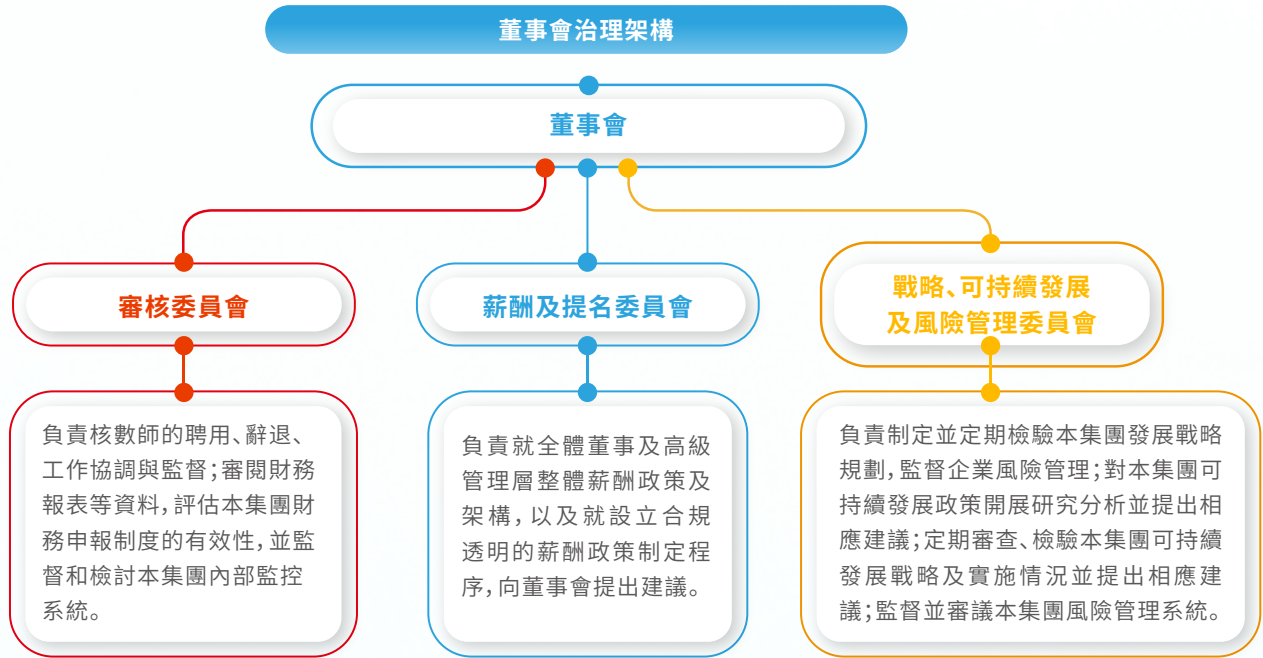 董事會治理架構
董事會
審核委員會
負責核數師的聘用、辭退、
工作協調與監督；審閱財務
報表等資料，評估本集團財
務申報制度的有效性，並監
督和檢討本集團內部監控
系統。
薪酬及提名委員會
負責就全體董事及高級
管理層整體薪酬政策及
架構，以及就設立合規
透明的薪酬政策制定程
序，向董事會提出建議。
戰略、可持續發展
及風險管理委員會
負責制定並定期檢驗本集團發展戰略
規劃，監督企業風險管理；對本集團可
持續發展政策開展研究分析並提出相
應建議；定期審查、檢驗本集團可持續
發展戰略及實施情況並提出相應建
議；監督並審議本集團風險管理系統。